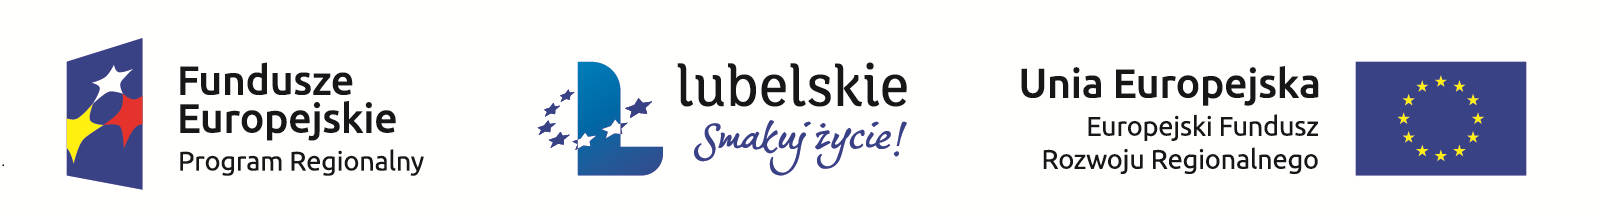 Fundusze
Europejskie
Program Regionalny
lubelskie
Smakuj życie!
Unia Europejska
Europejski Fundusz
Rozwoju Regionalnego